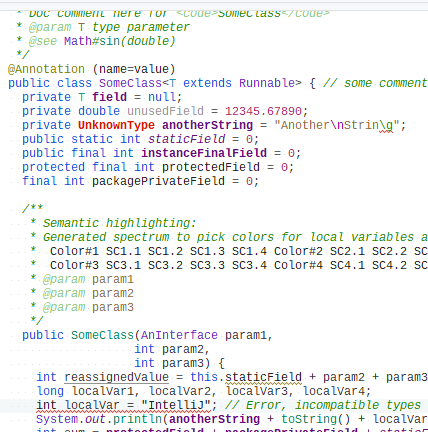 * Doc comment here for <code>SomeClass</code>
* @param T type parameter
* @see Math#sin(double)
*/
@Annotation (name=value)
public class SomeClass<T extends Runnable> { // some comment
private T field = null;
private double unusedField = 12345.67890;
private UnknownType anotherString = "Another\nStrin\g";
public static int staticField = 0;
public final int instanceFinalField = 0;
protected final int protectedField = 0;
final int packagePrivateField = 0;
/**
* Semantic highlighting:
* Generated spectrum to pick colors for local variables a
* Color#1 SC1.1 SC1.2 SC1.3 SC1.4 Color#2 SC2.1 SC2.2 SC
* Color#3 SC3.1 SC3.2 SC3.3 SC3.4 Color#4 SC4.1 SC4.2 SC
* @param param1
* @param param2
* @param param3
*/
public SomeClass(AnInterface param1,
int param2,
int param3) {
int reassignedValue = this.staticField + param2 + param3
long localVar1, localVar2, localVar3, localVar4;
int localVar = "IntelliJ"; // Error, incompatible types
System.out.println(anotherString + toString() + localVar
int sum = protectedField + packagePrivateField + staticF